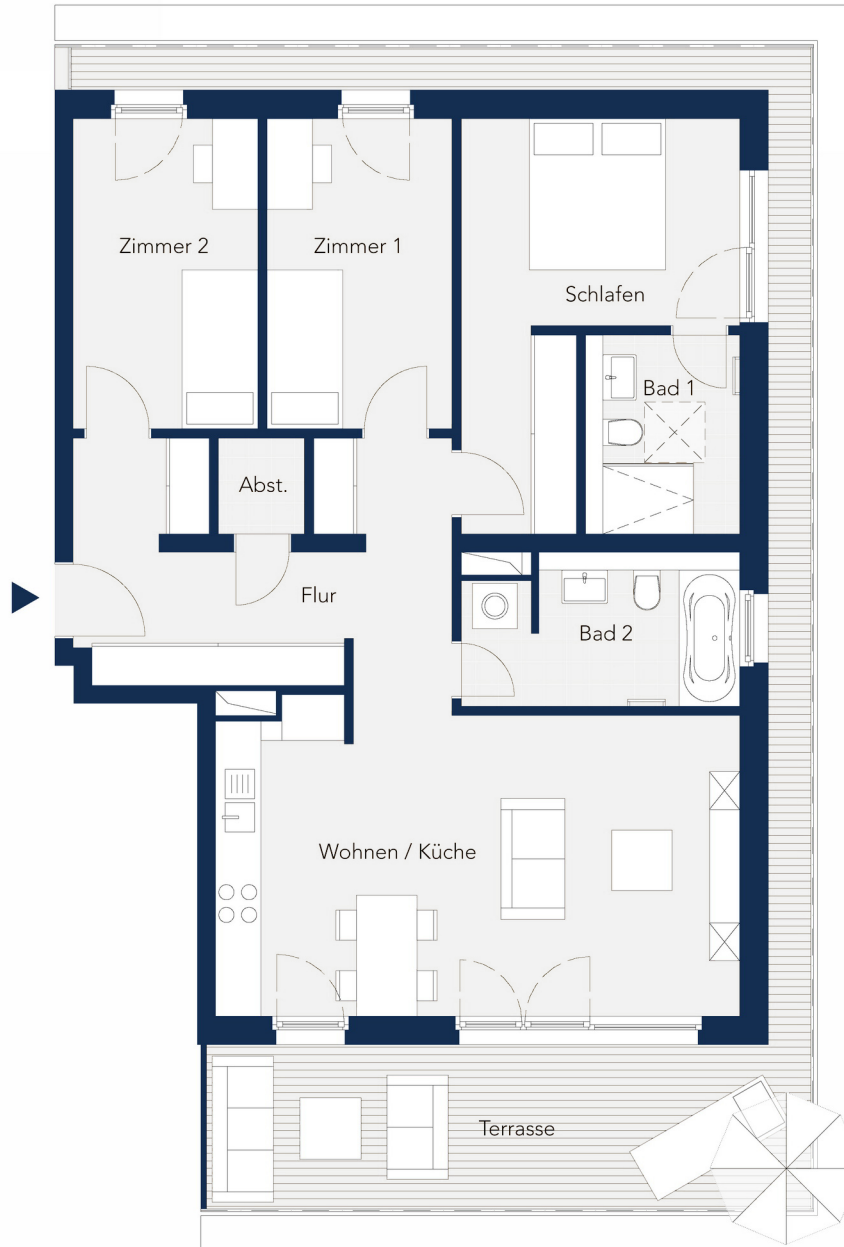 Zimmer 2
Zimmer 1
Schlafen
Bad 1
Abst.
Flur
Bad 2
Wohnen / Küche
Terrasse